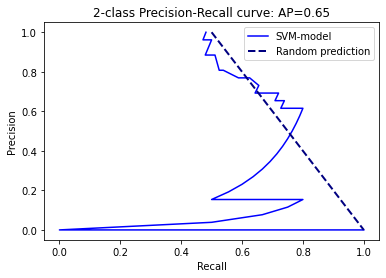 2-class Precision-Recall curve: AP=0.65
SVM-model
Random prediction
Precision
1.0
0.8
0.6
0.4
0.2
0.0
0.0 0.2 0.4 0.6 0.8 1.0
Recall